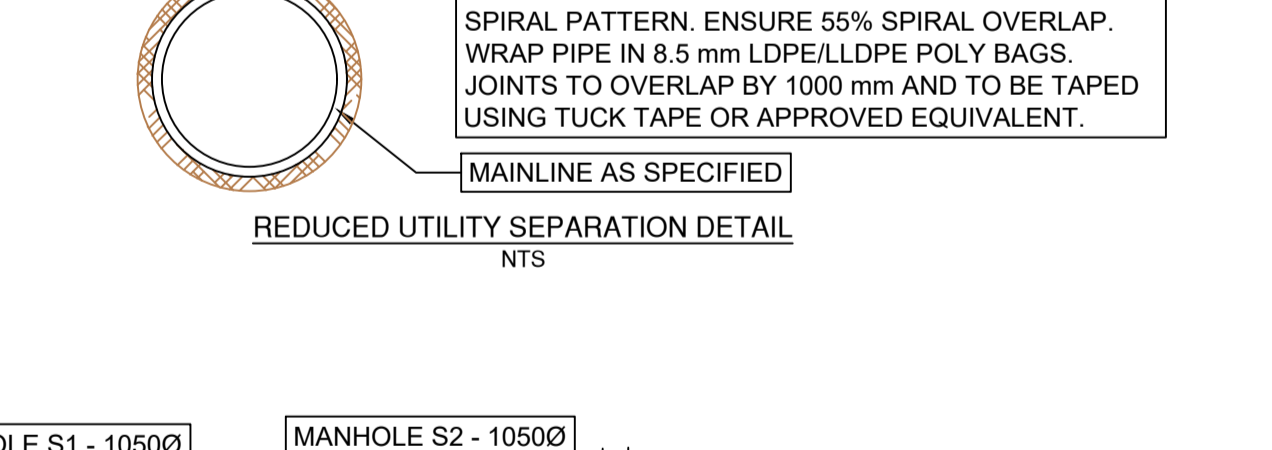 SPIRAL PATTERN. ENSURE 55% SPIRAL OVERLAP.
WRAP PIPE IN 8.5 mm LDPE/LLDPE POLY BAGS.
JOINTS TO OVERLAP BY 1000 mm AND TO BE TAPED
USING TUCK TAPE OR APPROVED EQUIVALENT.
MAINLINE AS SPECIFIED
REDUCED UTILITY SEPARATION DETAIL
NTS
S1 - 1050Ø
MANHOLE S2 - 1050Ø